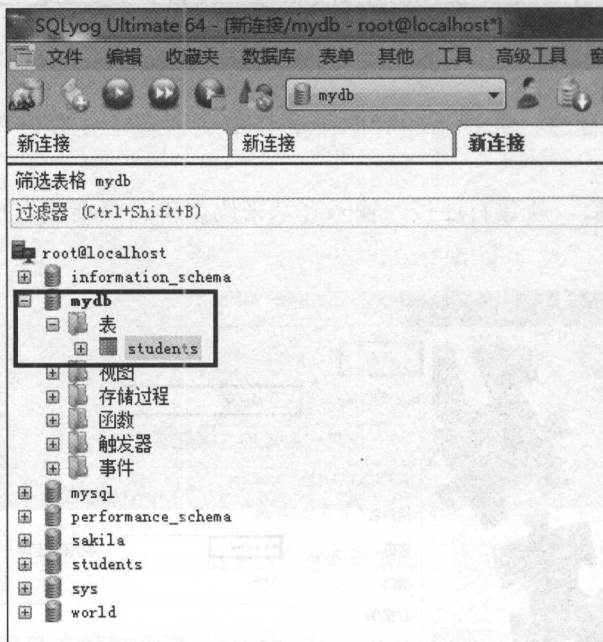 SQLyog Ultimate 64 - [新连接/mydb - root@localhost*]
文件 编辑 收藏夹 数据库 表单 其他 工具 高级工具
mydb
新连接 新连接 新连接
筛选表格 mydb
过滤器 (Ctrl+Shift+B)
root@localhost
information_schema
mydb
表
students
视图
存储过程
函数
触发器
事件
mysql
performance_schema
sakila
students
sys
world